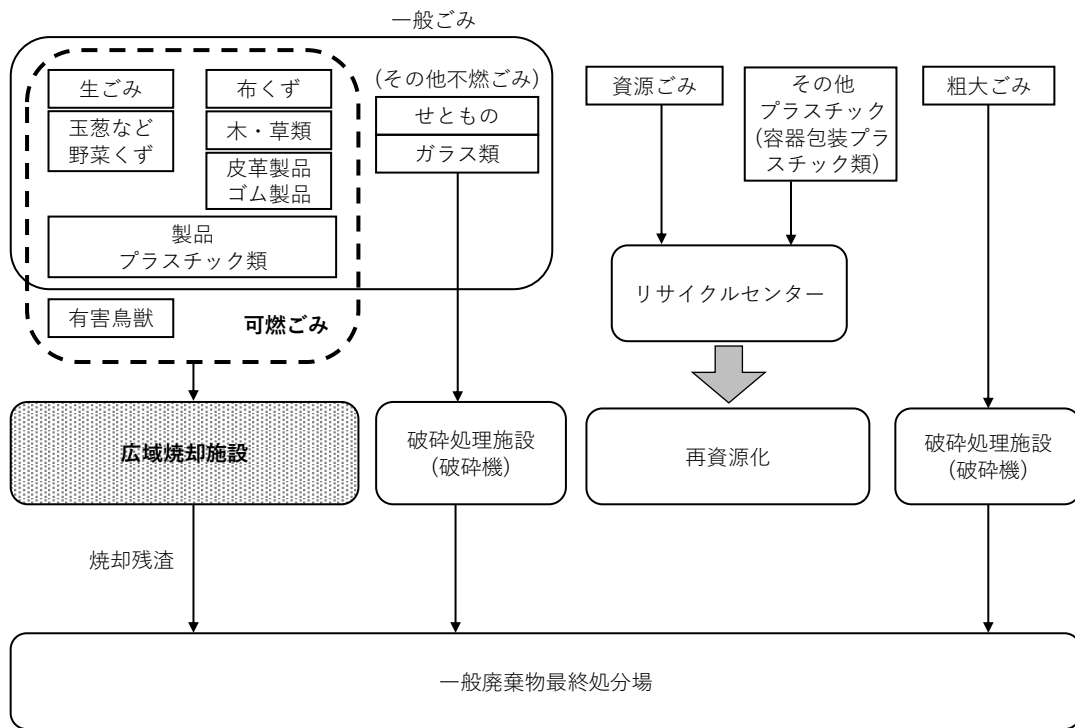 一般ごみ
生ごみ
玉葱など
野菜くず
布くず
木・草類
皮革製品
ゴム製品
製品
プラスチック類
有害鳥獣
可燃ごみ
(その他不燃ごみ)
せともの
ガラス類
資源ごみ
その他
プラスチック
(容器包装プラ
スチック類)
粗大ごみ
リサイクルセンター
広域焼却施設
破砕処理施設
(破砕機)
再資源化
破砕処理施設
(破砕機)
焼却残渣
一般廃棄物最終処分場